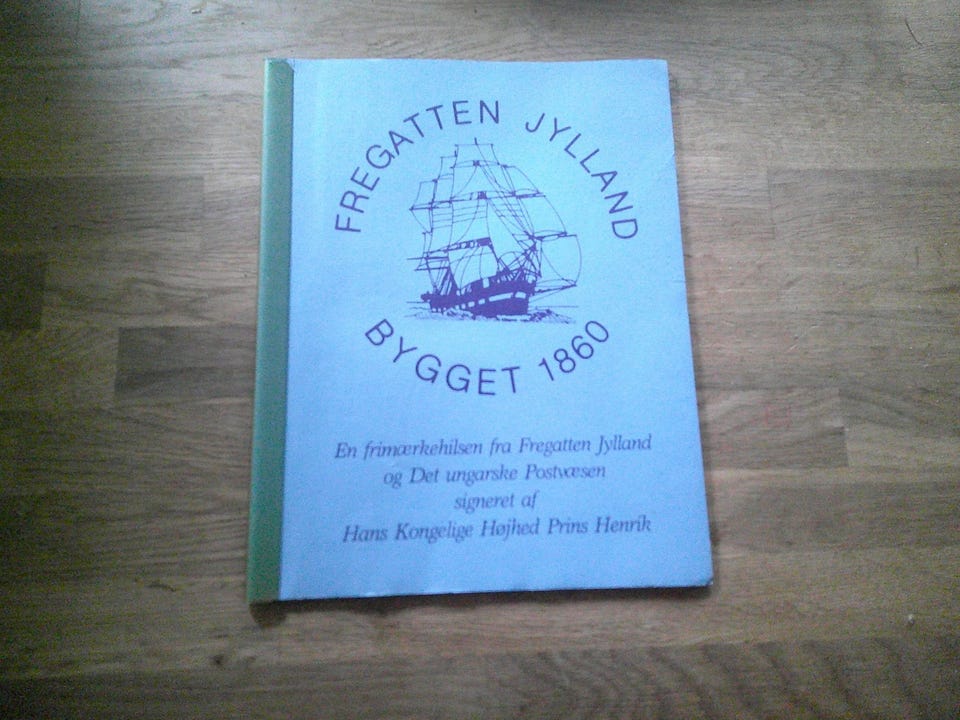 FREGATTEN JYLLAND
BYGGET 1860
En frimærkehilsen fra Fregatten Jylland
og Det ungarske Postvæsen
signeret af
Hans Kongelige Højhed Prins Henrik